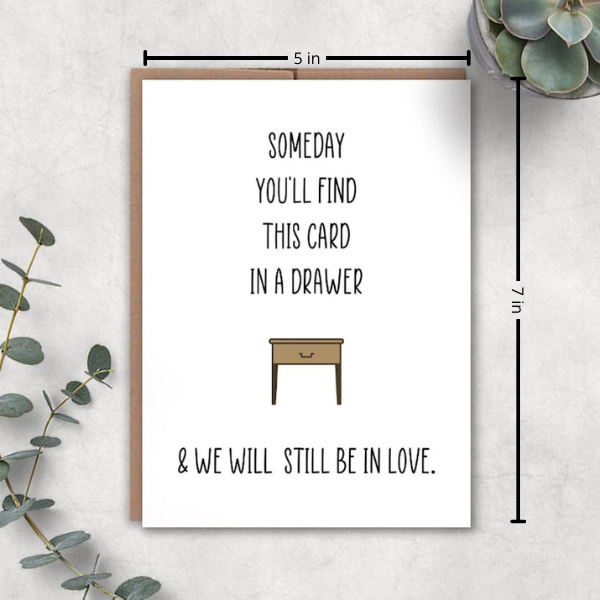 5 in
SOMEDAY
YOU'LL FIND
THIS CARD
IN A DRAWER
7 in
& WE WILL STILL BE IN LOVE.